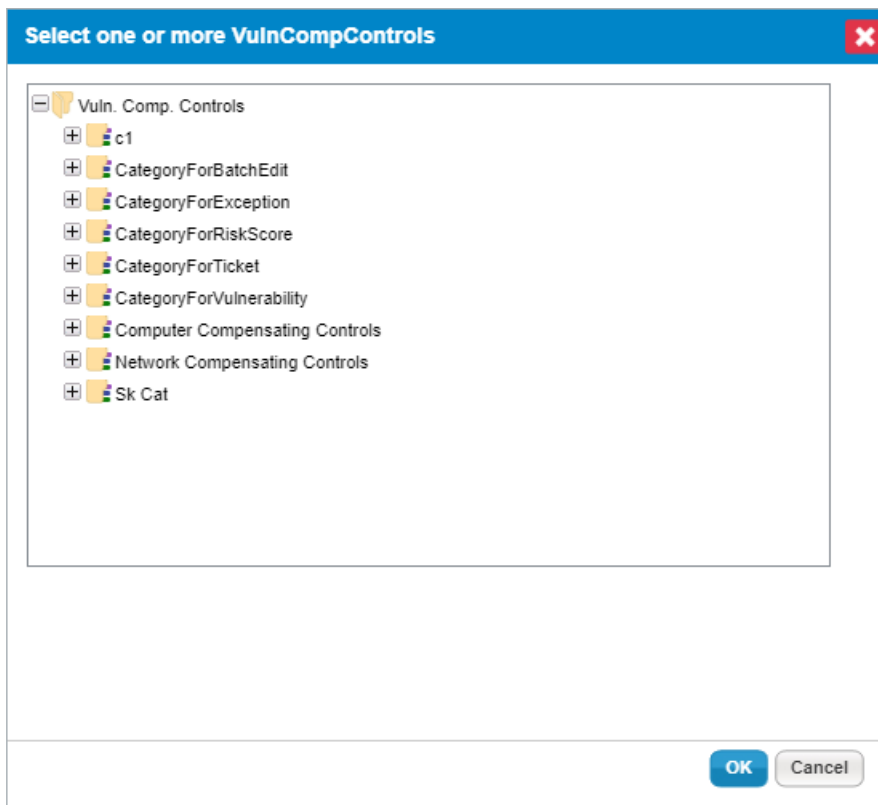 Select one or more VulnCompControls
Vuln. Comp. Controls
c1
CategoryForBatchEdit
CategoryForException
CategoryForRiskScore
CategoryForTicket
CategoryForVulnerability
Computer Compensating Controls
Network Compensating Controls
Sk Cat
OK Cancel